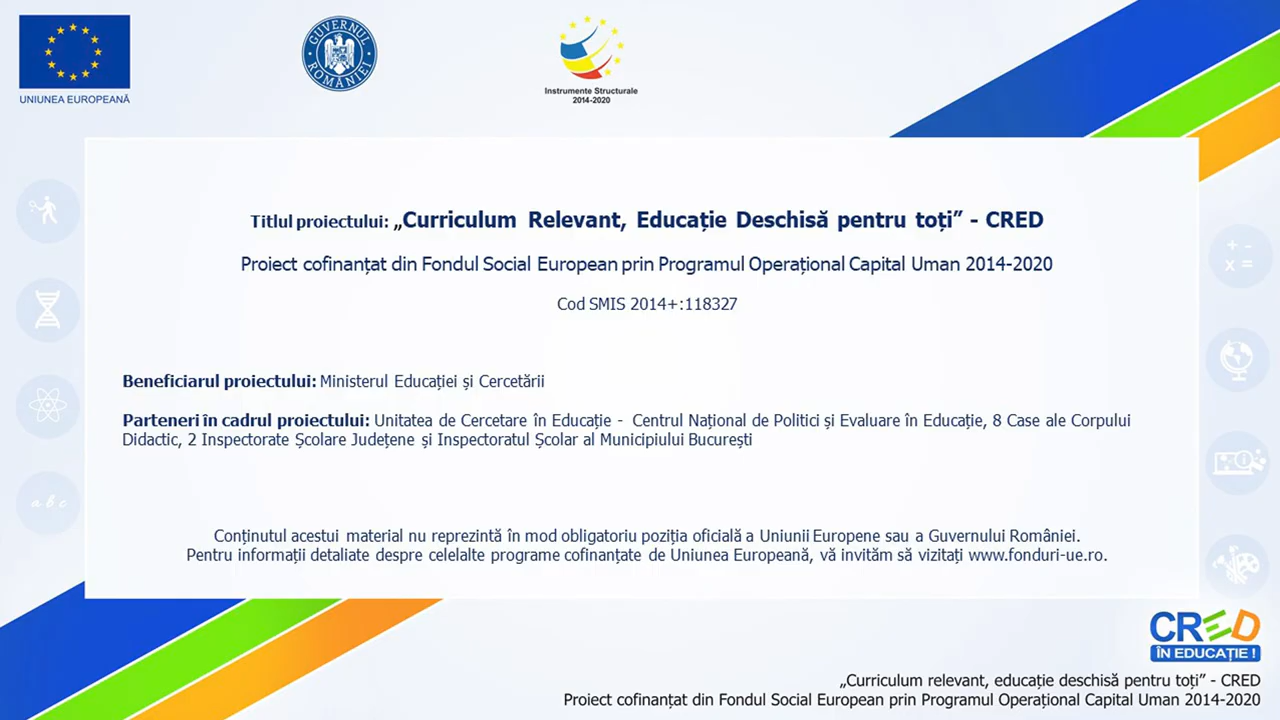 UNIUNEA EUROPEANĂ
GUVERNUL ROMÂNIEI
Instrumente Structurale
2014-2020
Titlul proiectului: „Curriculum Relevant, Educație Deschisă pentru toți” - CRED
Proiect cofinanțat din Fondul Social European prin Programul Operațional Capital Uman 2014-2020
Cod SMIS 2014+:118327
Beneficiarul proiectului: Ministerul Educației și Cercetării
Parteneri în cadrul proiectului: Unitatea de Cercetare în Educație - Centrul Național de Politici și Evaluare în Educație, 8 Case ale Corpului
Didactic, 2 Inspectorate Școlare Județene și Inspectoratul Școlar al Municipiului București
Conținutul acestui material nu reprezintă în mod obligatoriu poziția oficială a Uniunii Europene sau a Guvernului României.
Pentru informații detaliate despre celelalte programe cofinanțate de Uniunea Europeană, vă invităm să vizitați www.fonduri-ue.ro.
+ -
x =
a b c
CRED
ÎN EDUCAȚIE !
„Curriculum relevant, educație deschisă pentru toți” - CRED
Proiect cofinanțat din Fondul Social European prin Programul Operațional Capital Uman 2014-2020